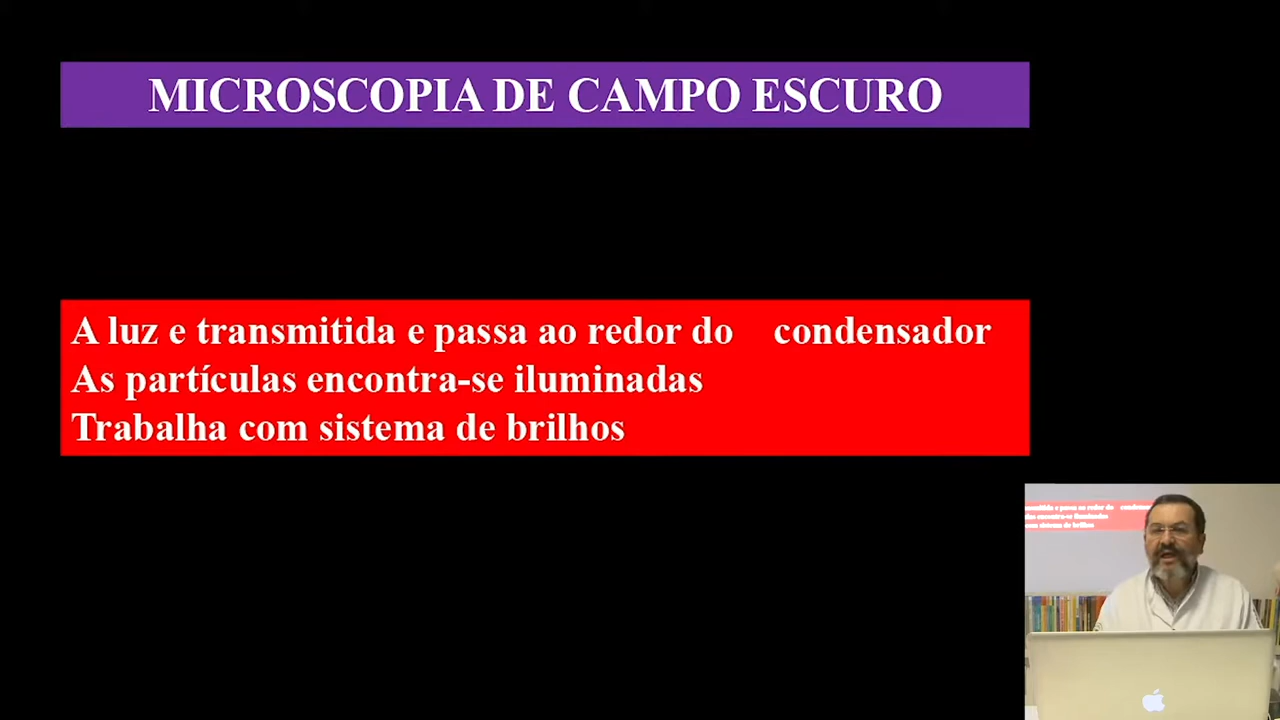 MICROSCOPIA DE CAMPO ESCURO
A luz e transmitida e passa ao redor do condensador
As partículas encontra-se iluminadas
Trabalha com sistema de brilhos